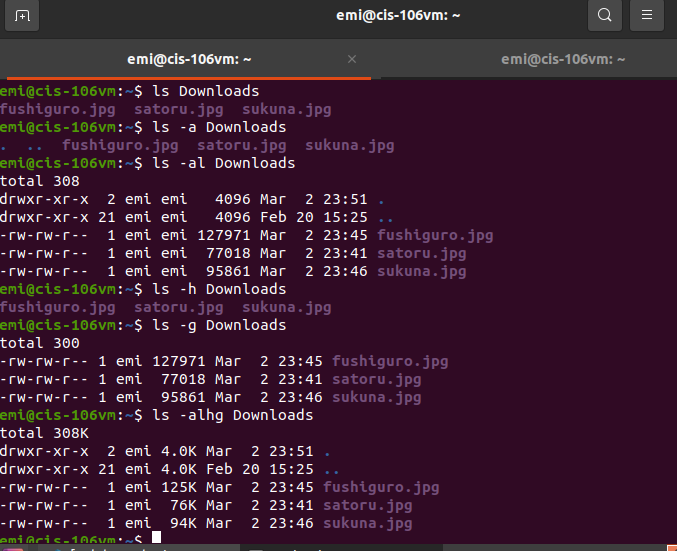 emi@cis-106vm: ~
emi@cis-106vm: ~ × emi@cis-106vm: ~
emi@cis-106vm:~$ ls Downloads
fushiguro.jpg  satoru.jpg  sukuna.jpg
emi@cis-106vm:~$ ls -a Downloads
.  ..  fushiguro.jpg  satoru.jpg  sukuna.jpg
emi@cis-106vm:~$ ls -al Downloads
total 308
drwxr-xr-x  2 emi emi   4096 Mar  2 23:51 .
drwxr-xr-x 21 emi emi   4096 Feb 20 15:25 ..
-rw-rw-r--  1 emi emi 127971 Mar  2 23:45 fushiguro.jpg
-rw-rw-r--  1 emi emi  77018 Mar  2 23:41 satoru.jpg
-rw-rw-r--  1 emi emi  95861 Mar  2 23:46 sukuna.jpg
emi@cis-106vm:~$ ls -h Downloads
fushiguro.jpg  satoru.jpg  sukuna.jpg
emi@cis-106vm:~$ ls -g Downloads
total 300
-rw-rw-r-- 1 emi 127971 Mar  2 23:45 fushiguro.jpg
-rw-rw-r-- 1 emi  77018 Mar  2 23:41 satoru.jpg
-rw-rw-r-- 1 emi  95861 Mar  2 23:46 sukuna.jpg
emi@cis-106vm:~$ ls -alhg Downloads
total 308K
drwxr-xr-x  2 emi 4.0K Mar  2 23:51 .
drwxr-xr-x 21 emi 4.0K Feb 20 15:25 ..
-rw-rw-r--  1 emi 125K Mar  2 23:45 fushiguro.jpg
-rw-rw-r--  1 emi  76K Mar  2 23:41 satoru.jpg
-rw-rw-r--  1 emi  94K Mar  2 23:46 sukuna.jpg
emi@cis-106vm:~$